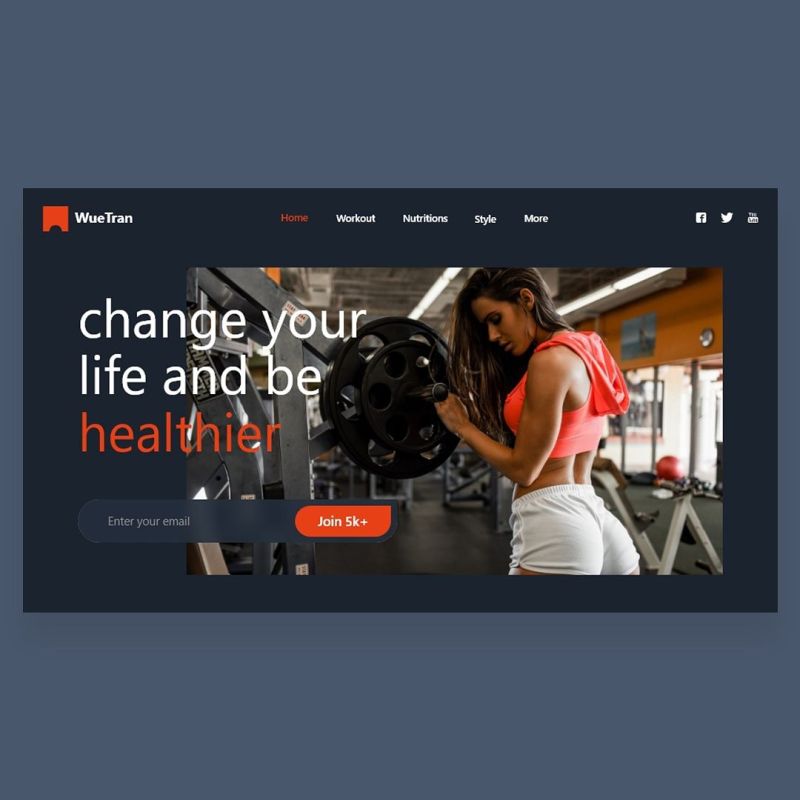 WueTran
Home Workout Nutritions Style More
change your
life and be
healthier
Enter your email
Join 5k+